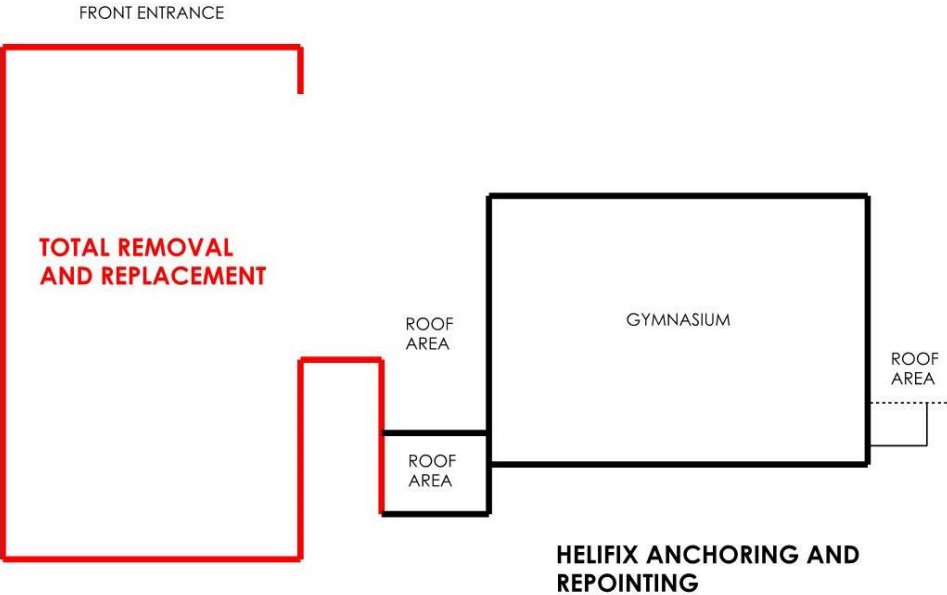 FRONT ENTRANCE
TOTAL REMOVAL
AND REPLACEMENT
ROOF
AREA
GYMNASIUM
ROOF
AREA
ROOF
AREA
HELIFIX ANCHORING AND
REPOINTING